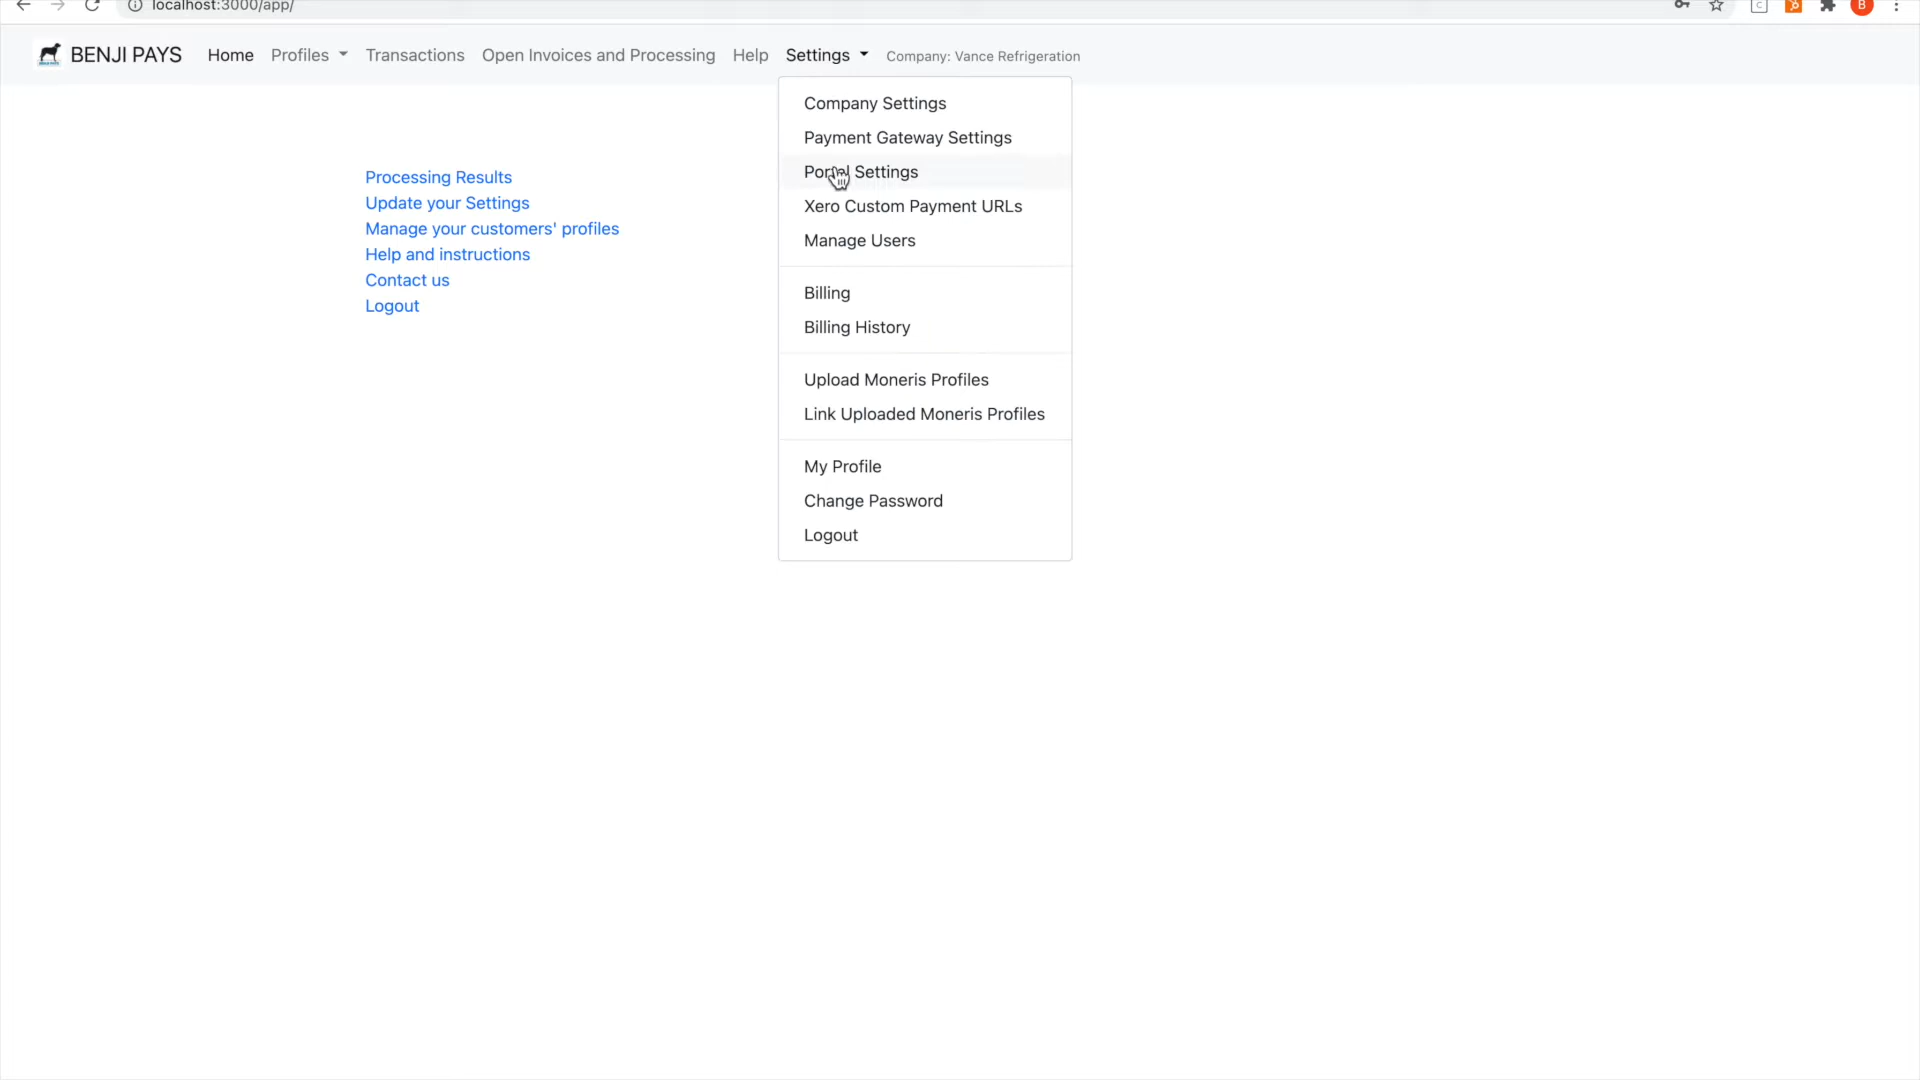 localhost:3000/app/
C
B
BENJI PAYS Home Profiles Transactions Open Invoices and Processing Help Settings Company: Vance Refrigeration
Company Settings
Payment Gateway Settings
Portal Settings
Xero Custom Payment URLs
Manage Users
Billing
Billing History
Upload Moneris Profiles
Link Uploaded Moneris Profiles
My Profile
Change Password
Logout
Processing Results
Update your Settings
Manage your customers' profiles
Help and instructions
Contact us
Logout